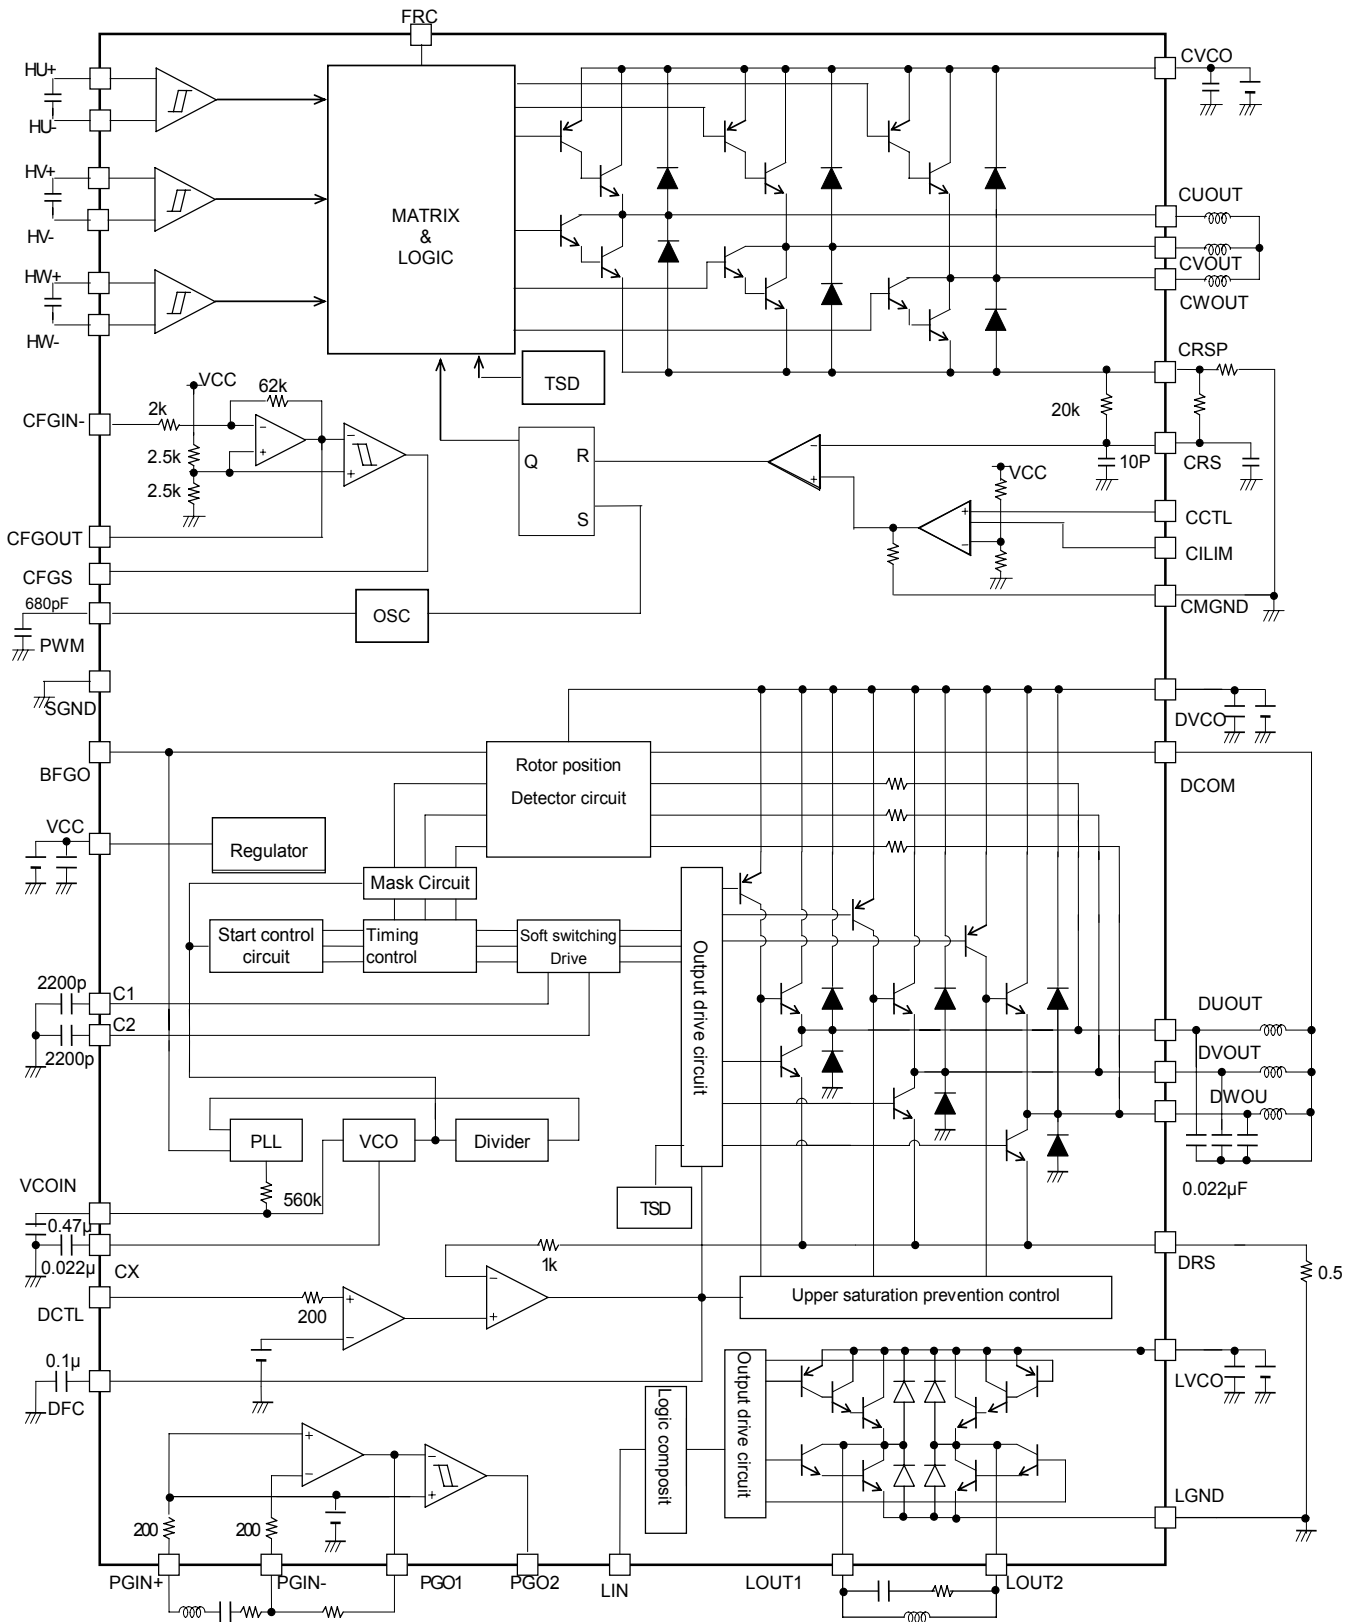 FRC
HU+
HU-
HV+
HV-
HW+
HW-
MATRIX
&
LOGIC
CVCO
CUOUT
CVOUT
CWOUT
CRSP
TSD
VCC
62k
2k
CFGIN-
2.5k
2.5k
Q
R
S
20k
10P
CRS
VCC
CCTL
CILIM
CFGOUT
CFGS
CMGND
680pF
OSC
PWM
SGND
DVCO
BFGO
Rotor position
Detector circuit
DCOM
VCC
Regulator
Mask Circuit
Start control
circuit
Timing
control
Soft switching
Drive
Output drive circuit
2200p
C1
C2
2200p
DUOUT
DVOUT
DWOU
PLL
VCO
Divider
0.022μF
VCOIN
560k
TSD
0.47μ
0.022μ
CX
1k
DRS
0.5
DCTL
200
Upper saturation prevention control
0.1μ
DFC
LVCO
Logic composit
Output drive circuit
LGND
200
200
PGIN+
PGIN-
PGO1
PGO2
LIN
LOUT1
LOUT2